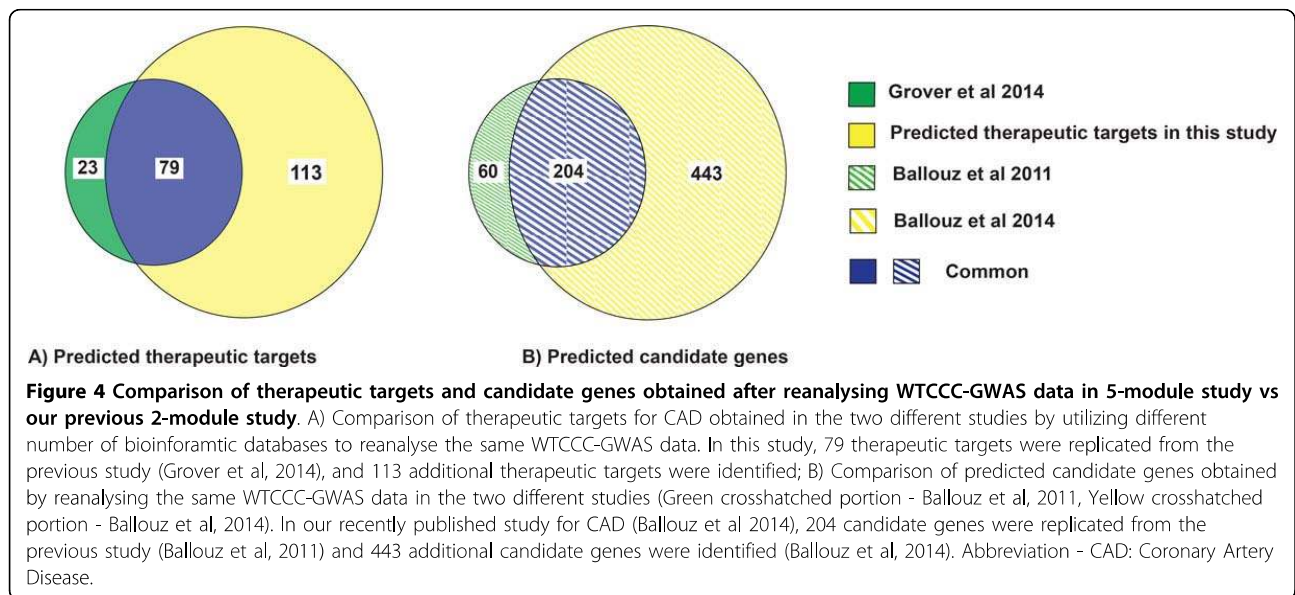 23
79
113
60
204
443
Grover et al 2014
Predicted therapeutic targets in this study
Ballouz et al 2011
Ballouz et al 2014
Common
A) Predicted therapeutic targets
B) Predicted candidate genes
Figure 4 Comparison of therapeutic targets and candidate genes obtained after reanalysing WTCCC-GWAS data in 5-module study vs
our previous 2-module study. A) Comparison of therapeutic targets for CAD obtained in the two different studies by utilizing different
number of bioinforamtic databases to reanalyse the same WTCCC-GWAS data. In this study, 79 therapeutic targets were replicated from the
previous study (Grover et al, 2014), and 113 additional therapeutic targets were identified; B) Comparison of predicted candidate genes obtained
by reanalysing the same WTCCC-GWAS data in the two different studies (Green crosshatched portion - Ballouz et al, 2011, Yellow crosshatched
portion - Ballouz et al, 2014). In our recently published study for CAD (Ballouz et al 2014), 204 candidate genes were replicated from the
previous study (Ballouz et al, 2011) and 443 additional candidate genes were identified (Ballouz et al, 2014). Abbreviation - CAD: Coronary Artery
Disease.